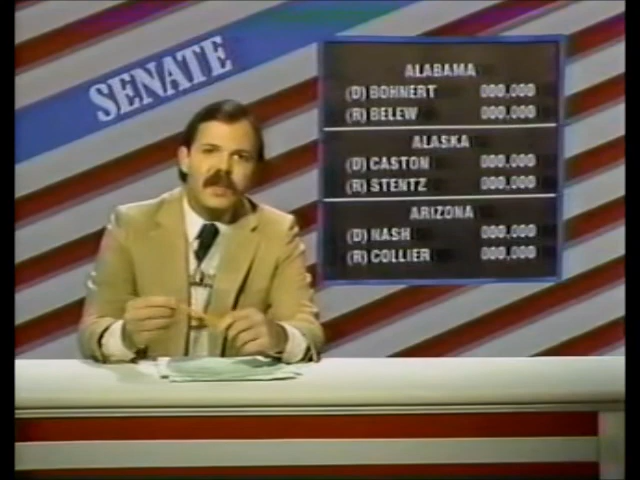 SENATE
ALABAMA
(D) BOHNERT 000,000
(R) BELEW 000,000
ALASKA
(D) CASTON 000,000
(R) STENTZ 000,000
ARIZONA
(D) NASH 000,000
(R) COLLIER 000,000